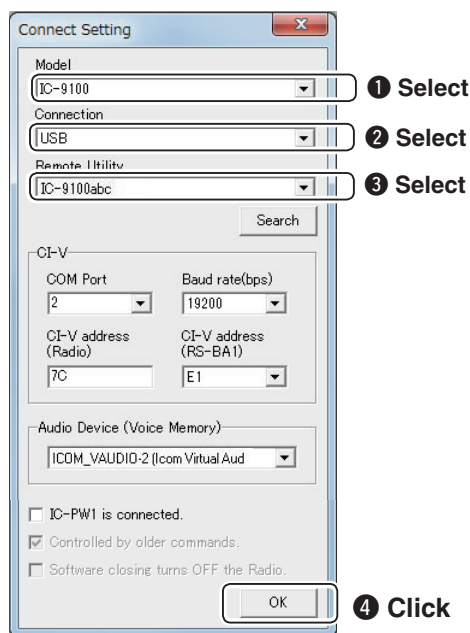 Connect Setting
Model
IC-9100
❶ Select
Connection
USB
❷ Select
Remote Utility
IC-9100abc
❸ Select
Search
CI-V
COM Port Baud rate(bps)
2 19200
CI-V address (Radio) CI-V address (RS-BA1)
7C E1
Audio Device (Voice Memory)
ICOM_VAUDIO-2 (Icom Virtual Aud
IC-PW1 is connected.
Controlled by older commands.
Software closing turns OFF the Radio.
OK
❹ Click